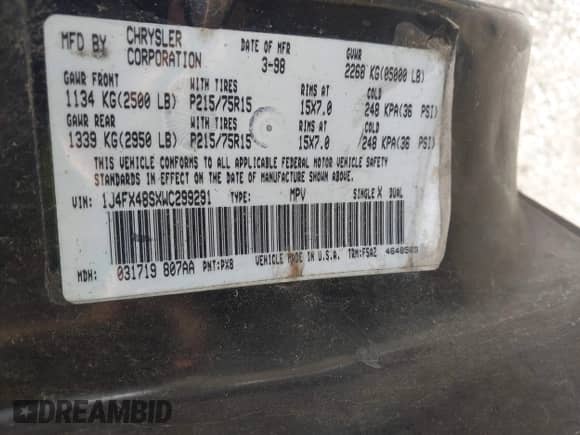 MFD BY CHRYSLER CORPORATION DATE OF MFR 3-98 GVWR 2268 KG(05000 LB)
GAWR FRONT WITH TIRES RIMS AT COLD
1134 KG(2500 LB) P215/75R15 15X7.0 248 KPA(36 PSI)
GAWR REAR WITH TIRES RIMS AT COLD
1339 KG(2950 LB) P215/75R15 15X7.0 248 KPA(36 PSI)
THIS VEHICLE CONFORMS TO ALL APPLICABLE FEDERAL MOTOR VEHICLE SAFETY
STANDARDS IN EFFECT ON THE DATE OF MANUFACTURE SHOWN ABOVE.
VIN: 1J4FX48SXWC299291 TYPE: MPV SINGLE X DUAL
MDH: 031719 807AA PNT:PX8 VEHICLE MADE IN U.S.A. TRM:F5AZ
DREAMBID